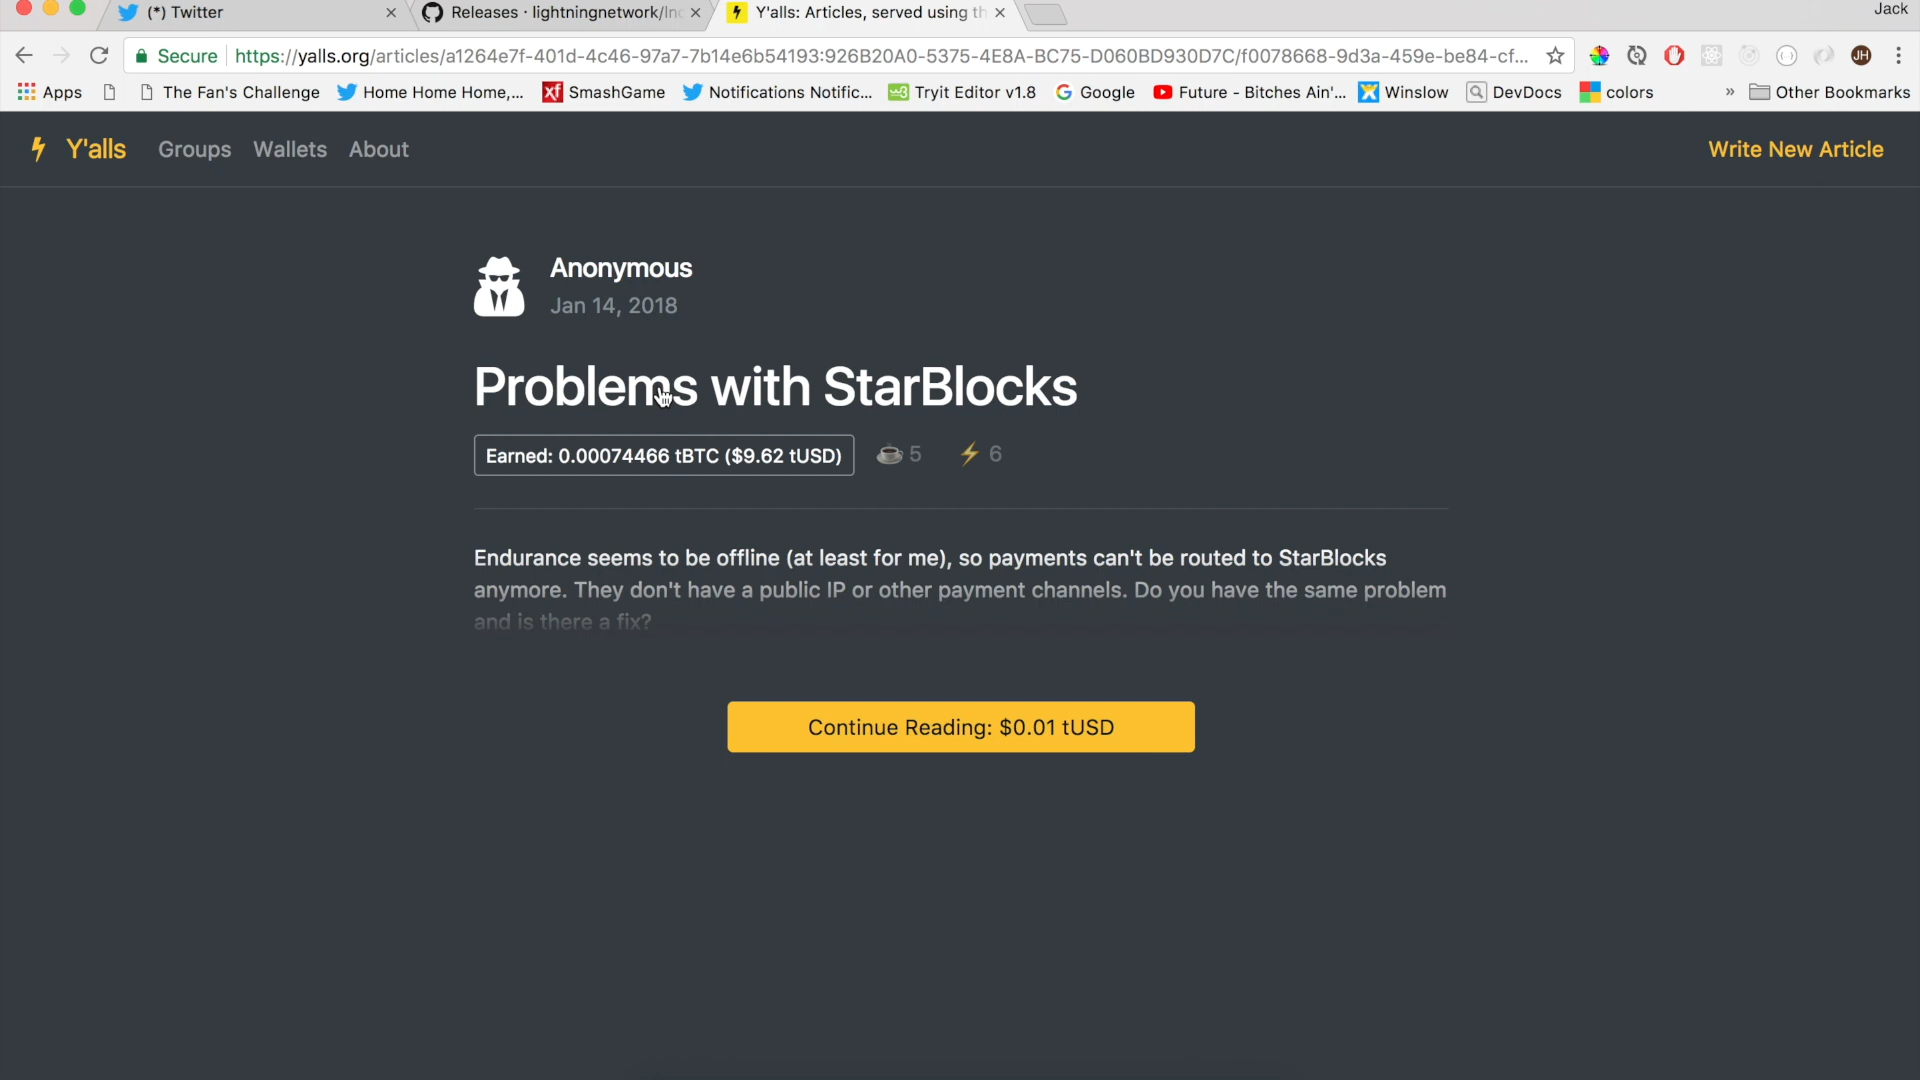 Jack
(*) Twitter
Releases · lightningnetwork/ln
Y'alls: Articles, served using th
Secure
https://yalls.org/articles/a1264e7f-401d-4c46-97a7-7b14e6b54193:926B20A0-5375-4E8A-BC75-D060BD930D7C/f0078668-9d3a-459e-be84-cf...
JH
Apps
The Fan's Challenge
Home Home Home,...
SmashGame
Notifications Notific...
Tryit Editor v1.8
Google
Future - Bitches Ain'...
Winslow
DevDocs
colors
»
Other Bookmarks
Y'alls
Groups
Wallets
About
Write New Article
Anonymous
Jan 14, 2018
Problems with StarBlocks
Earned: 0.00074466 tBTC ($9.62 tUSD)
5
6
Endurance seems to be offline (at least for me), so payments can't be routed to StarBlocks
anymore. They don't have a public IP or other payment channels. Do you have the same problem
and is there a fix?
Continue Reading: $0.01 tUSD